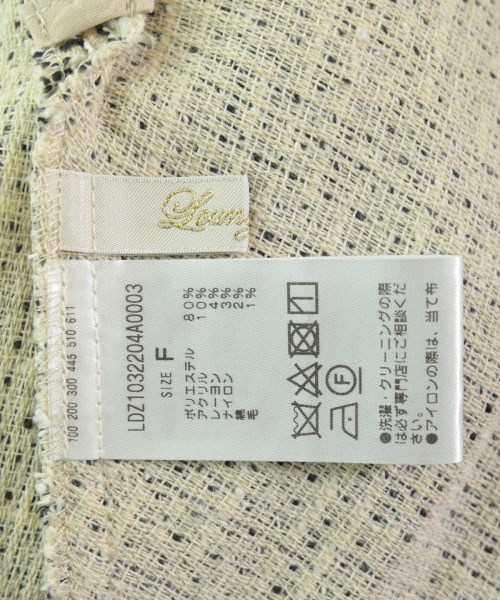 Loung
100 200 300 445 510 611
LDZ1032204A0003
SIZE F
ポリエステル 80%
アクリル 10%
レーヨン 4%
ナイロン 3%
綿 2%
毛 1%
F
●洗濯・クリーニングの際
は必ず専門店にご相談くだ
さい。
●アイロンの際は、当て布